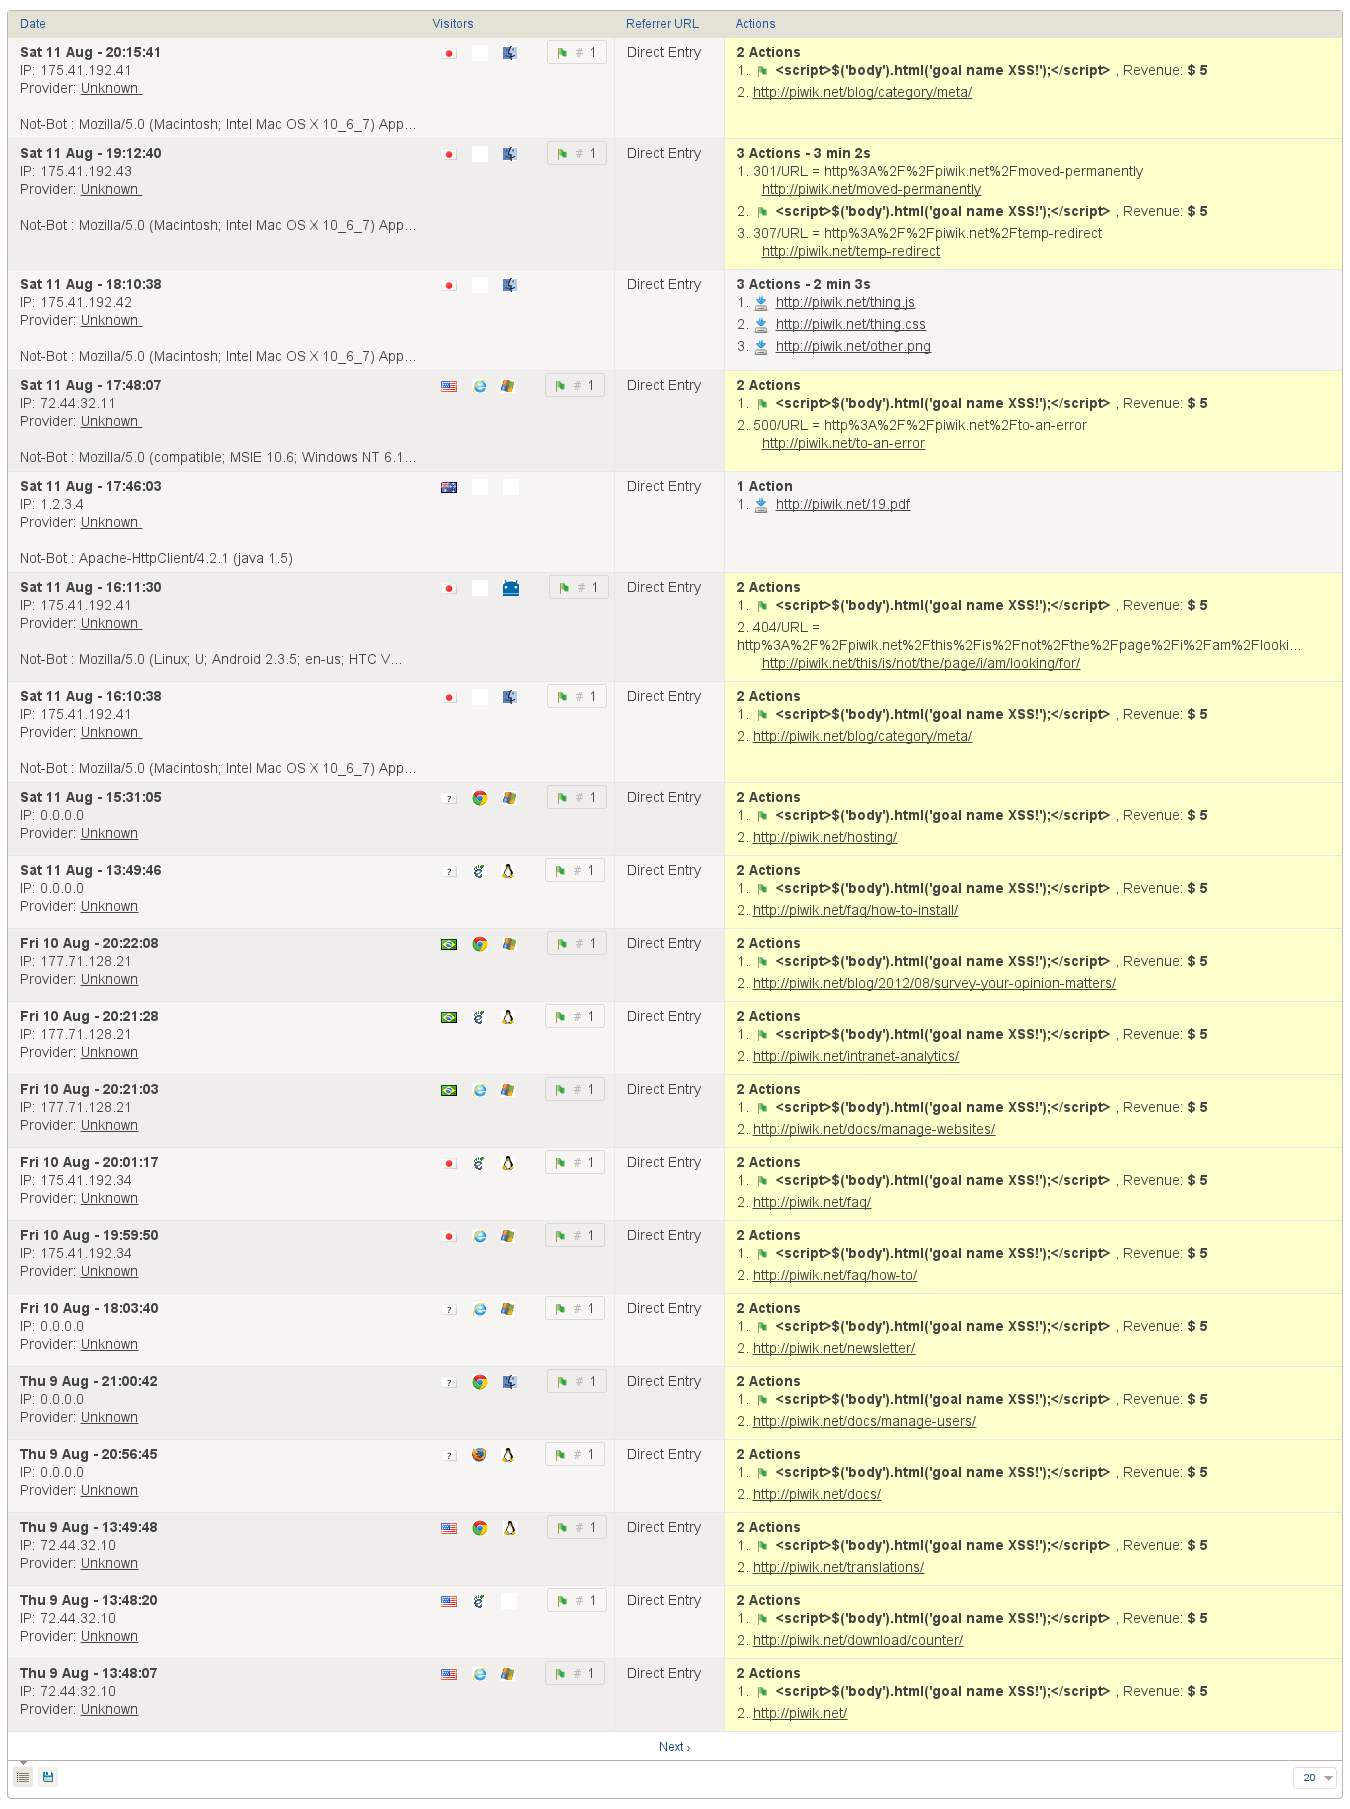 Date Visitors Referrer URL Actions
Sat 11 Aug - 20:15:41 # 1 Direct Entry 2 Actions
IP: 175.41.192.41 1. <script>$('body').html('goal name XSS!');</script> , Revenue: $ 5
Provider: Unknown 2. http://piwik.net/blog/category/meta/
Not-Bot : Mozilla/5.0 (Macintosh; Intel Mac OS X 10_6_7) App...
Sat 11 Aug - 19:12:40 # 1 Direct Entry 3 Actions - 3 min 2s
IP: 175.41.192.43 1. 301/URL = http%3A%2F%2Fpiwik.net%2Fmoved-permanently
Provider: Unknown http://piwik.net/moved-permanently
2. <script>$('body').html('goal name XSS!');</script> , Revenue: $ 5
Not-Bot : Mozilla/5.0 (Macintosh; Intel Mac OS X 10_6_7) App...
3. 307/URL = http%3A%2F%2Fpiwik.net%2Ftemp-redirect
http://piwik.net/temp-redirect
Sat 11 Aug - 18:10:38 Direct Entry 3 Actions - 2 min 3s
IP: 175.41.192.42 1. http://piwik.net/thing.js
Provider: Unknown 2. http://piwik.net/thing.css
3. http://piwik.net/other.png
Not-Bot : Mozilla/5.0 (Macintosh; Intel Mac OS X 10_6_7) App...
Sat 11 Aug - 17:48:07 # 1 Direct Entry 2 Actions
IP: 72.44.32.11 1. <script>$('body').html('goal name XSS!');</script> , Revenue: $ 5
Provider: Unknown 2. 500/URL = http%3A%2F%2Fpiwik.net%2Fto-an-error
http://piwik.net/to-an-error
Not-Bot : Mozilla/5.0 (compatible; MSIE 10.6; Windows NT 6.1...
Sat 11 Aug - 17:46:03 Direct Entry 1 Action
IP: 1.2.3.4 1. http://piwik.net/19.pdf
Provider: Unknown
Not-Bot : Apache-HttpClient/4.2.1 (java 1.5)
Sat 11 Aug - 16:11:30 # 1 Direct Entry 2 Actions
IP: 175.41.192.41 1. <script>$('body').html('goal name XSS!');</script> , Revenue: $ 5
Provider: Unknown 2. 404/URL =
http%3A%2F%2Fpiwik.net%2Fthis%2Fis%2Fnot%2Fthe%2Fpage%2Fi%2Fam%2Flooki...
Not-Bot : Mozilla/5.0 (Linux; U; Android 2.3.5; en-us; HTC V... http://piwik.net/this/is/not/the/page/i/am/looking/for/
Sat 11 Aug - 16:10:38 # 1 Direct Entry 2 Actions
IP: 175.41.192.41 1. <script>$('body').html('goal name XSS!');</script> , Revenue: $ 5
Provider: Unknown 2. http://piwik.net/blog/category/meta/
Not-Bot : Mozilla/5.0 (Macintosh; Intel Mac OS X 10_6_7) App...
Sat 11 Aug - 15:31:05 ? # 1 Direct Entry 2 Actions
IP: 0.0.0.0 1. <script>$('body').html('goal name XSS!');</script> , Revenue: $ 5
Provider: Unknown 2. http://piwik.net/hosting/
Sat 11 Aug - 13:49:46 ? # 1 Direct Entry 2 Actions
IP: 0.0.0.0 1. <script>$('body').html('goal name XSS!');</script> , Revenue: $ 5
Provider: Unknown 2. http://piwik.net/faq/how-to-install/
Fri 10 Aug - 20:22:08 # 1 Direct Entry 2 Actions
IP: 177.71.128.21 1. <script>$('body').html('goal name XSS!');</script> , Revenue: $ 5
Provider: Unknown 2. http://piwik.net/blog/2012/08/survey-your-opinion-matters/
Fri 10 Aug - 20:21:28 # 1 Direct Entry 2 Actions
IP: 177.71.128.21 1. <script>$('body').html('goal name XSS!');</script> , Revenue: $ 5
Provider: Unknown 2. http://piwik.net/intranet-analytics/
Fri 10 Aug - 20:21:03 # 1 Direct Entry 2 Actions
IP: 177.71.128.21 1. <script>$('body').html('goal name XSS!');</script> , Revenue: $ 5
Provider: Unknown 2. http://piwik.net/docs/manage-websites/
Fri 10 Aug - 20:01:17 # 1 Direct Entry 2 Actions
IP: 175.41.192.34 1. <script>$('body').html('goal name XSS!');</script> , Revenue: $ 5
Provider: Unknown 2. http://piwik.net/faq/
Fri 10 Aug - 19:59:50 # 1 Direct Entry 2 Actions
IP: 175.41.192.34 1. <script>$('body').html('goal name XSS!');</script> , Revenue: $ 5
Provider: Unknown 2. http://piwik.net/faq/how-to/
Fri 10 Aug - 18:03:40 ? # 1 Direct Entry 2 Actions
IP: 0.0.0.0 1. <script>$('body').html('goal name XSS!');</script> , Revenue: $ 5
Provider: Unknown 2. http://piwik.net/newsletter/
Thu 9 Aug - 21:00:42 ? # 1 Direct Entry 2 Actions
IP: 0.0.0.0 1. <script>$('body').html('goal name XSS!');</script> , Revenue: $ 5
Provider: Unknown 2. http://piwik.net/docs/manage-users/
Thu 9 Aug - 20:56:45 ? # 1 Direct Entry 2 Actions
IP: 0.0.0.0 1. <script>$('body').html('goal name XSS!');</script> , Revenue: $ 5
Provider: Unknown 2. http://piwik.net/docs/
Thu 9 Aug - 13:49:48 # 1 Direct Entry 2 Actions
IP: 72.44.32.10 1. <script>$('body').html('goal name XSS!');</script> , Revenue: $ 5
Provider: Unknown 2. http://piwik.net/translations/
Thu 9 Aug - 13:48:20 # 1 Direct Entry 2 Actions
IP: 72.44.32.10 1. <script>$('body').html('goal name XSS!');</script> , Revenue: $ 5
Provider: Unknown 2. http://piwik.net/download/counter/
Thu 9 Aug - 13:48:07 # 1 Direct Entry 2 Actions
IP: 72.44.32.10 1. <script>$('body').html('goal name XSS!');</script> , Revenue: $ 5
Provider: Unknown 2. http://piwik.net/
Next ›
20